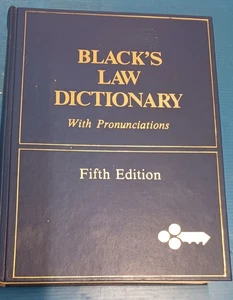 BLACK'S
LAW
DICTIONARY
With Pronunciations
Fifth Edition